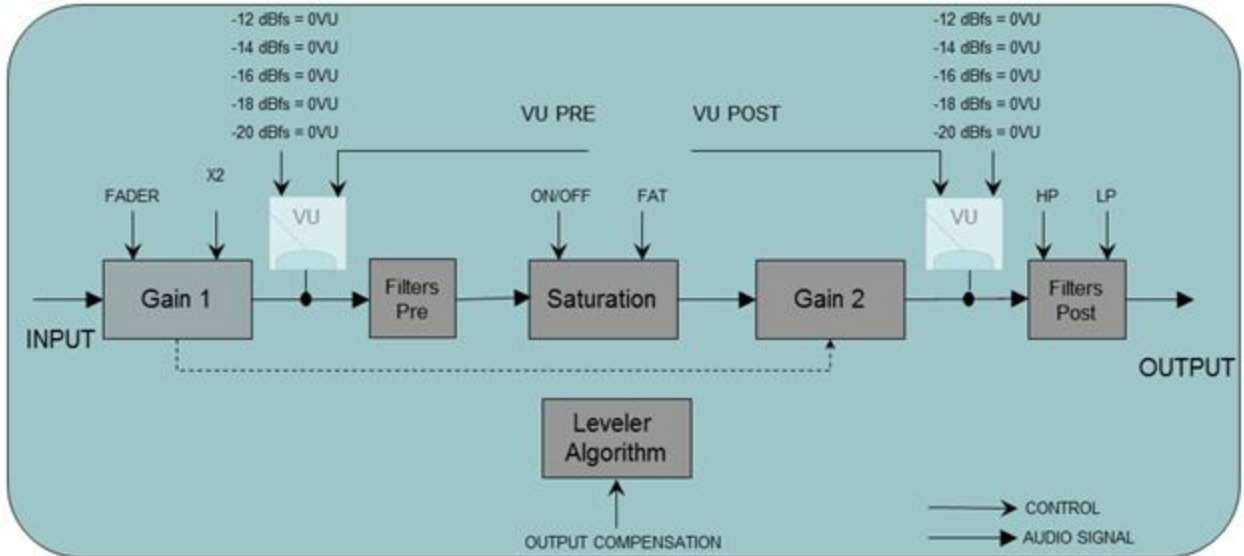 -12 dBfs = 0VU
-14 dBfs = 0VU
-16 dBfs = 0VU
-18 dBfs = 0VU
-20 dBfs = 0VU
-12 dBfs = 0VU
-14 dBfs = 0VU
-16 dBfs = 0VU
-18 dBfs = 0VU
-20 dBfs = 0VU
VU PRE
VU POST
FADER
X2
VU
ON/OFF
FAT
VU
HP
LP
INPUT
Gain 1
Filters
Pre
Saturation
Gain 2
Filters
Post
OUTPUT
Leveler
Algorithm
OUTPUT COMPENSATION
CONTROL
AUDIO SIGNAL